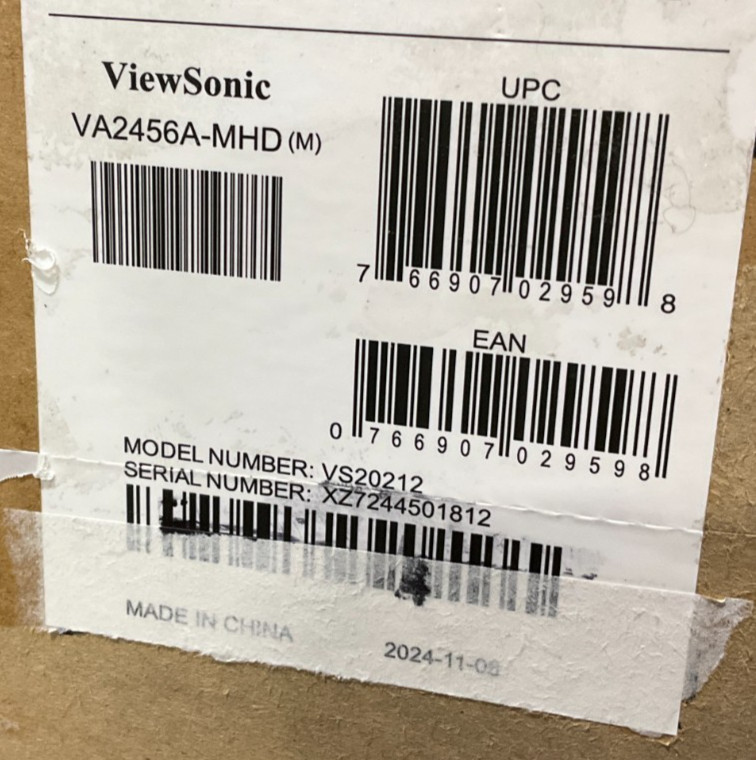 ViewSonic
VA2456A-MHD (M)
UPC
7 66907 02959 8
EAN
0 766907 029598
MODEL NUMBER: VS20212
SERIAL NUMBER: XZ7244501812
MADE IN CHINA
2024-11-08